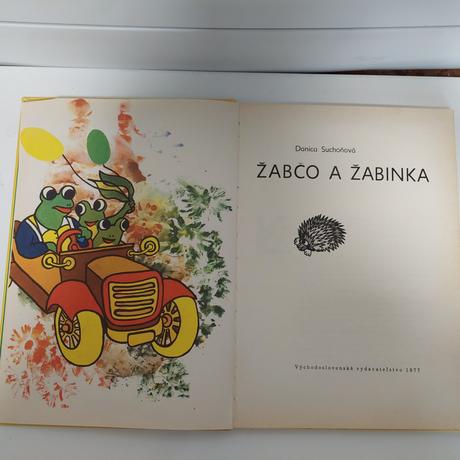 Danica Suchoňová
ŽABČO A ŽABINKA
Východoslovenské vydavateľstvo 1977